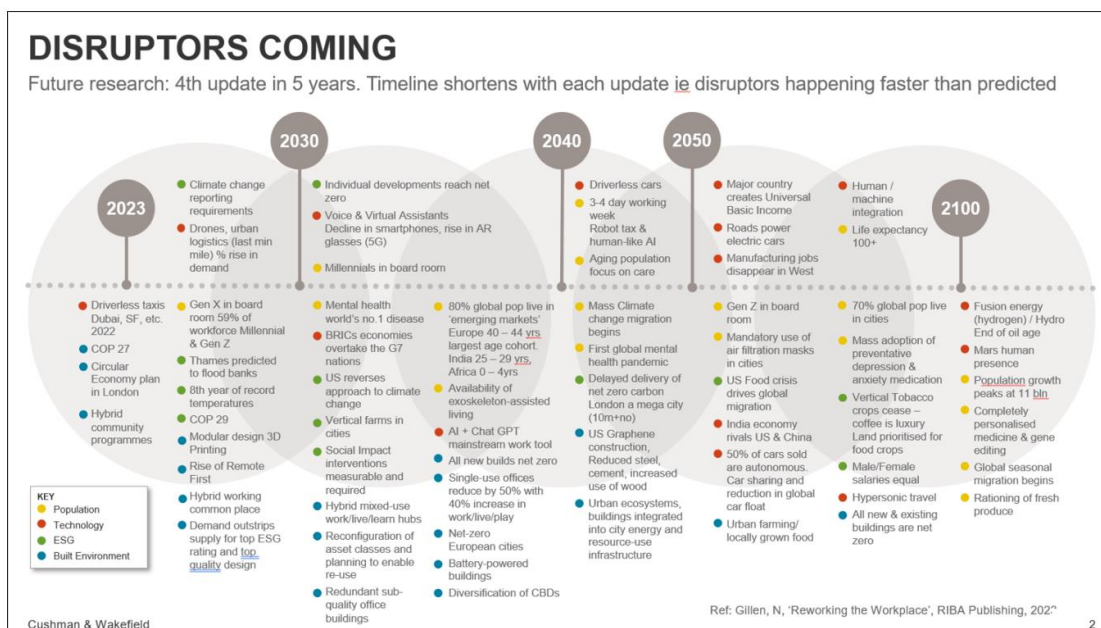 DISRUPTORS COMING
Future research: 4th update in 5 years. Timeline shortens with each update ie disruptors happening faster than predicted
2023
2030
2040
2050
2100
Climate change
reporting
requirements
Drones, urban
logistics (last min
mile) % rise in
demand
Individual developments reach net
zero
Voice & Virtual Assistants
Decline in smartphones, rise in AR
glasses (5G)
Millennials in board room
Driverless cars
3-4 day working
week
Robot tax &
human-like AI
Aging population
focus on care
Major country
creates Universal
Basic Income
Roads power
electric cars
Manufacturing jobs
disappear in West
Human /
machine
integration
Life expectancy
100+
Driverless taxis
Dubai, SF, etc.
2022
COP 27
Circular
Economy plan
in London
Hybrid
community
programmes
Gen X in board
room 59% of
workforce Millennial
& Gen Z
Thames predicted
to flood banks
8th year of record
temperatures
COP 29
Modular design 3D
Printing
Rise of Remote
First
Hybrid working
common place
Demand outstrips
supply for top ESG
rating and top
quality design
Mental health
world's no.1 disease
BRICs economies
overtake the G7
nations
US reverses
approach to climate
change
Vertical farms in
cities
Social Impact
interventions
measurable and
required
Hybrid mixed-use
work/live/learn hubs
Reconfiguration of
asset classes and
planning to enable
re-use
Redundant sub-
quality office
buildings
80% global pop live in
'emerging markets'
Europe 40 – 44 yrs
largest age cohort.
India 25 – 29 yrs,
Africa 0 – 4yrs
Availability of
exoskeleton-assisted
living
AI + Chat GPT
mainstream work tool
All new builds net zero
Single-use offices
reduce by 50% with
40% increase in
work/live/play
Net-zero
European cities
Battery-powered
buildings
Diversification of CBDs
Mass Climate
change migration
begins
First global mental
health pandemic
Delayed delivery of
net zero carbon
London a mega city
(10m+no)
US Graphene
construction,
Reduced steel,
cement, increased
use of wood
Urban ecosystems,
buildings integrated
into city energy and
resource-use
infrastructure
Gen Z in board
room
Mandatory use of
air filtration masks
in cities
US Food crisis
drives global
migration
India economy
rivals US & China
50% of cars sold
are autonomous.
Car sharing and
reduction in global
car float
Urban farming/
locally grown food
70% global pop live
in cities
Mass adoption of
preventative
depression &
anxiety medication
Vertical Tobacco
crops cease –
coffee is luxury
Land prioritised for
food crops
Male/Female
salaries equal
Hypersonic travel
All new & existing
buildings are net
zero
Fusion energy
(hydrogen) / Hydro
End of oil age
Mars human
presence
Population growth
peaks at 11 bln
Completely
personalised
medicine & gene
editing
Global seasonal
migration begins
Rationing of fresh
produce
KEY
Population
Technology
ESG
Built Environment
Ref: Gillen, N, 'Reworking the Workplace', RIBA Publishing,
Cushman & Wakefield
2